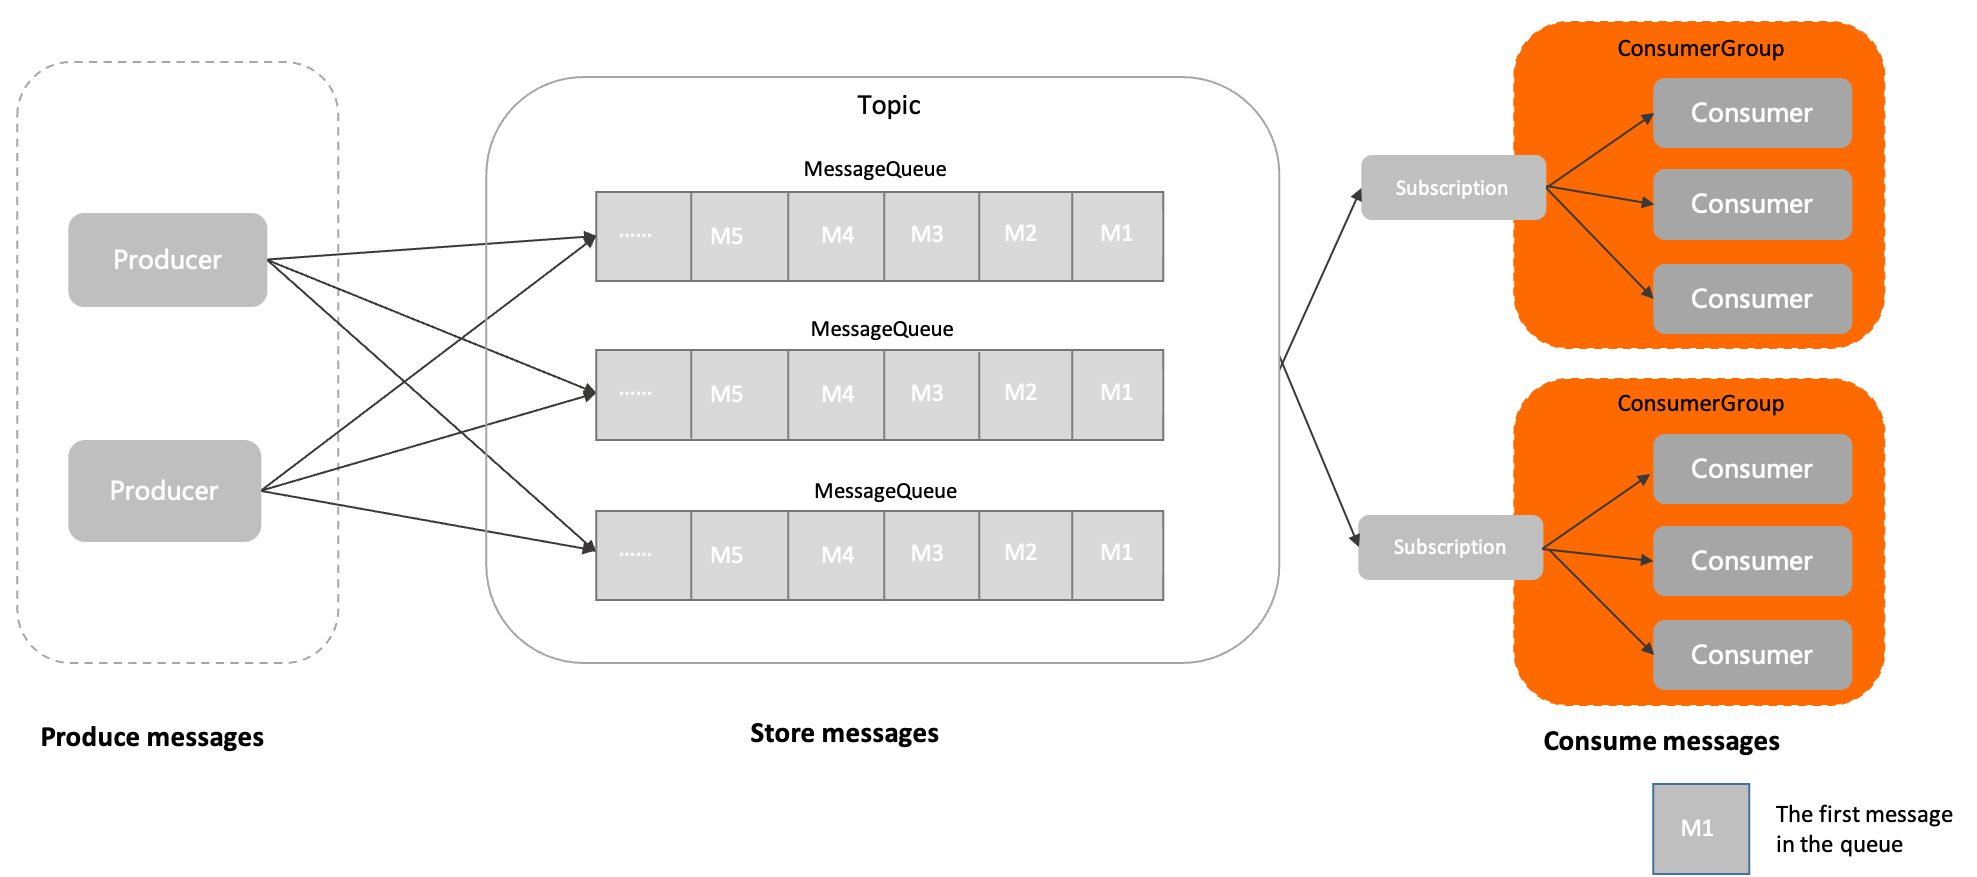 Producer
Producer
Produce messages
Topic
MessageQueue
...... M5 M4 M3 M2 M1
MessageQueue
...... M5 M4 M3 M2 M1
MessageQueue
...... M5 M4 M3 M2 M1
Store messages
Subscription
ConsumerGroup
Consumer
Consumer
Consumer
Subscription
ConsumerGroup
Consumer
Consumer
Consumer
Consume messages
M1
The first message
in the queue